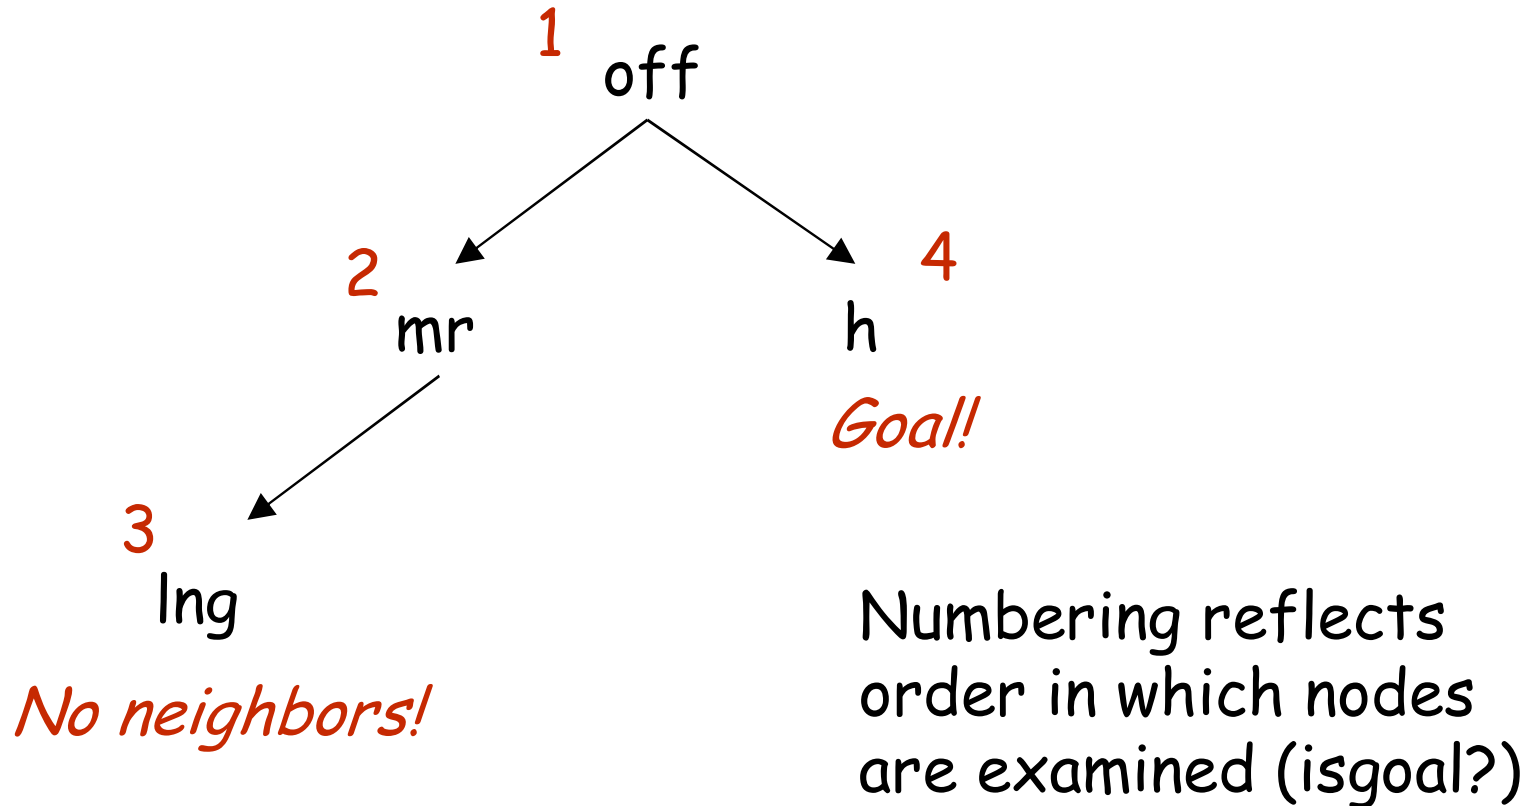 1
off
2
mr
4
h
Goal!
3
lng
No neighbors!
Numbering reflects
order in which nodes
are examined (isgoal?)